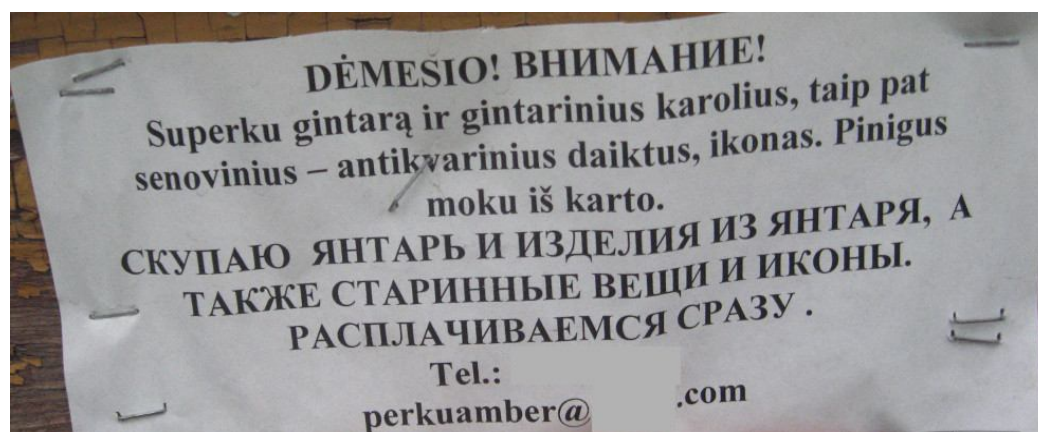 DĖMESIO! ВНИМАНИЕ!
Superku gintarą ir gintarinius karolius, taip pat
senovinius – antikvarinius daiktus, ikonas. Pinigus
moku iš karto.
СКУПАЮ ЯНТАРЬ И ИЗДЕЛИЯ ИЗ ЯНТАРЯ, А
ТАКЖЕ СТАРИННЫЕ ВЕЩИ И ИКОНЫ.
РАСПЛАЧИВАЕМСЯ СРАЗУ .
Tel.:
perkuamber@ .com